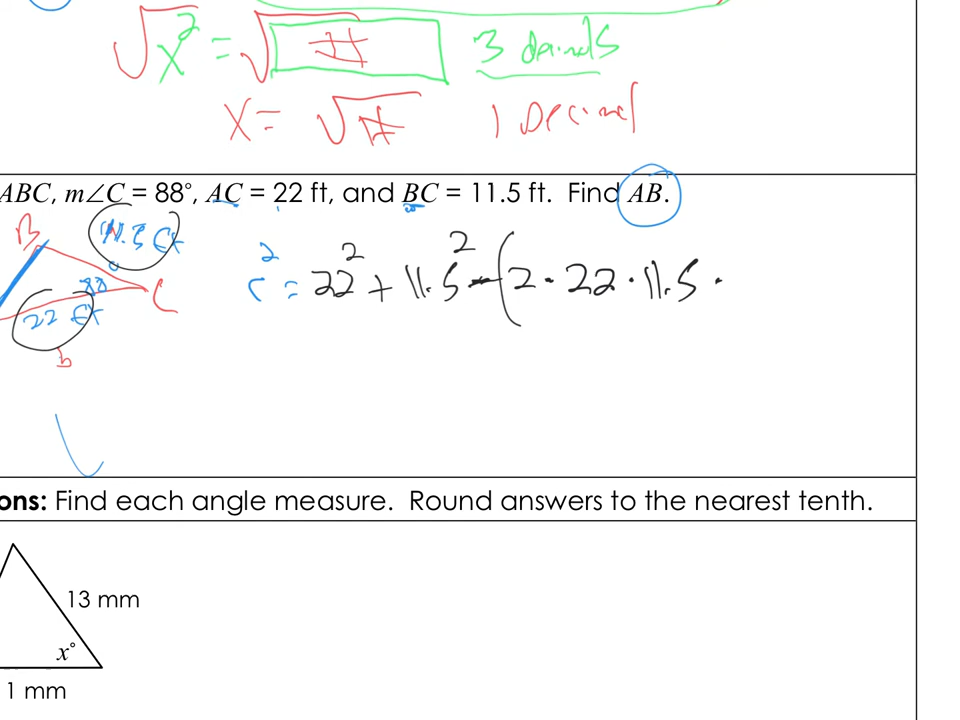 √x² = √# 3 decimals
x = √# 1 Decimal
ABC, m∠C = 88°, AC = 22 ft, and BC = 11.5 ft. Find AB.
B 11.5 ft
c² = 22² + 11.5² - (2 · 22 · 11.5 ·
88° C
22 ft
b
ons: Find each angle measure. Round answers to the nearest tenth.
13 mm
x°
1 mm